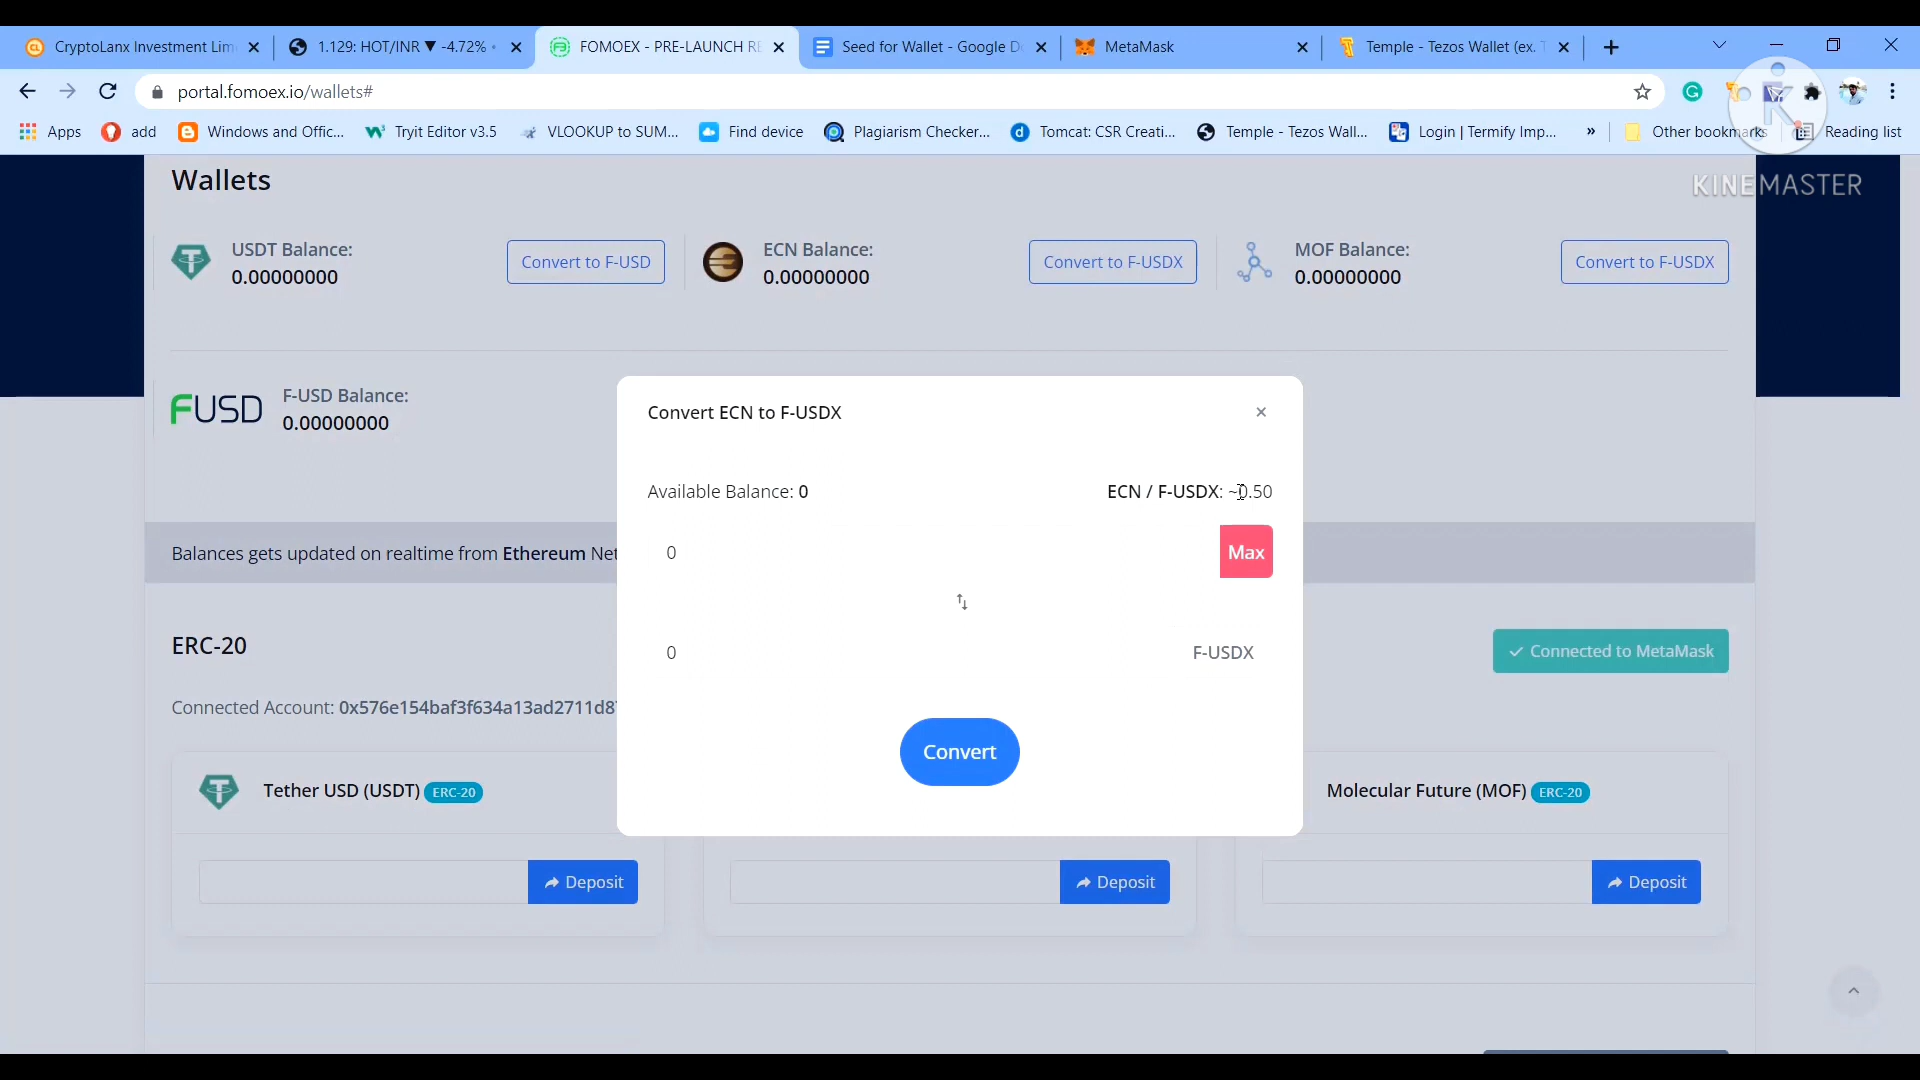 CryptoLanx Investment Lim
1.129: HOT/INR ▼ -4.72%
FOMOEX - PRE-LAUNCH RE
Seed for Wallet - Google D
MetaMask
Temple - Tezos Wallet (ex. T
portal.fomoex.io/wallets#
Apps
add
Windows and Offic...
Tryit Editor v3.5
VLOOKUP to SUM...
Find device
Plagiarism Checker...
Tomcat: CSR Creati...
Temple - Tezos Wall...
Login | Termify Imp...
»
Other bookmarks
Reading list
Wallets
KINEMASTER
USDT Balance:
0.00000000
Convert to F-USD
ECN Balance:
0.00000000
Convert to F-USDX
MOF Balance:
0.00000000
Convert to F-USDX
FUSD
F-USD Balance:
0.00000000
Convert ECN to F-USDX
×
Available Balance: 0
ECN / F-USDX: ~0.50
0
Max
0
F-USDX
Convert
Balances gets updated on realtime from Ethereum Net
ERC-20
✓ Connected to MetaMask
Connected Account: 0x576e154baf3f634a13ad2711d8
Tether USD (USDT) ERC-20
Deposit
Deposit
Molecular Future (MOF) ERC-20
Deposit